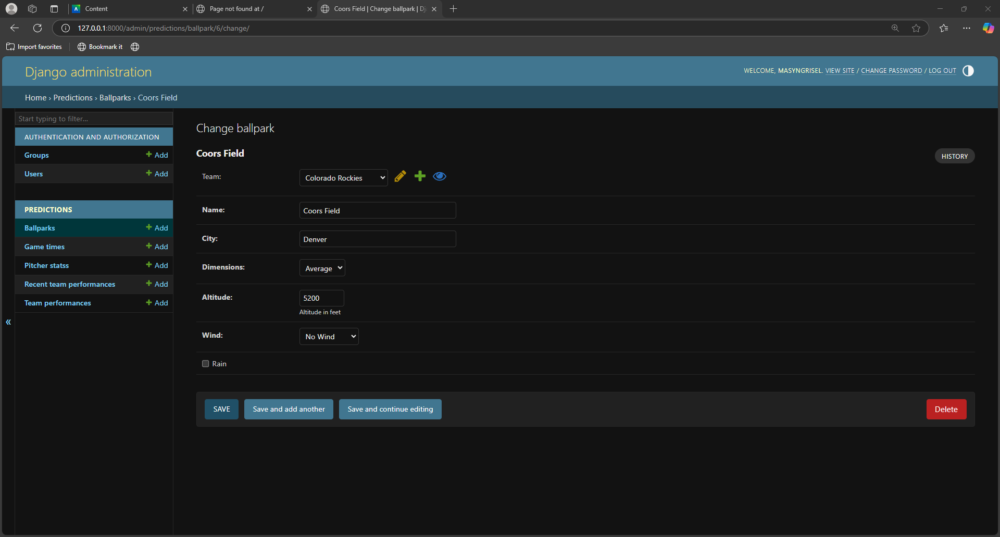 Content
Page not found at /
Coors Field | Change ballpark | Dj
127.0.0.1:8000/admin/predictions/ballpark/6/change/
Import favorites
Bookmark it
Django administration
WELCOME, MASYNGRISEL. VIEW SITE / CHANGE PASSWORD / LOG OUT
Home › Predictions › Ballparks › Coors Field
Start typing to filter...
AUTHENTICATION AND AUTHORIZATION
Groups Add
Users Add
PREDICTIONS
Ballparks Add
Game times Add
Pitcher statss Add
Recent team performances Add
Team performances Add
«
Change ballpark
Coors Field
HISTORY
Team: Colorado Rockies
Name: Coors Field
City: Denver
Dimensions: Average
Altitude: 5200
Altitude in feet
Wind: No Wind
Rain
SAVE Save and add another Save and continue editing Delete